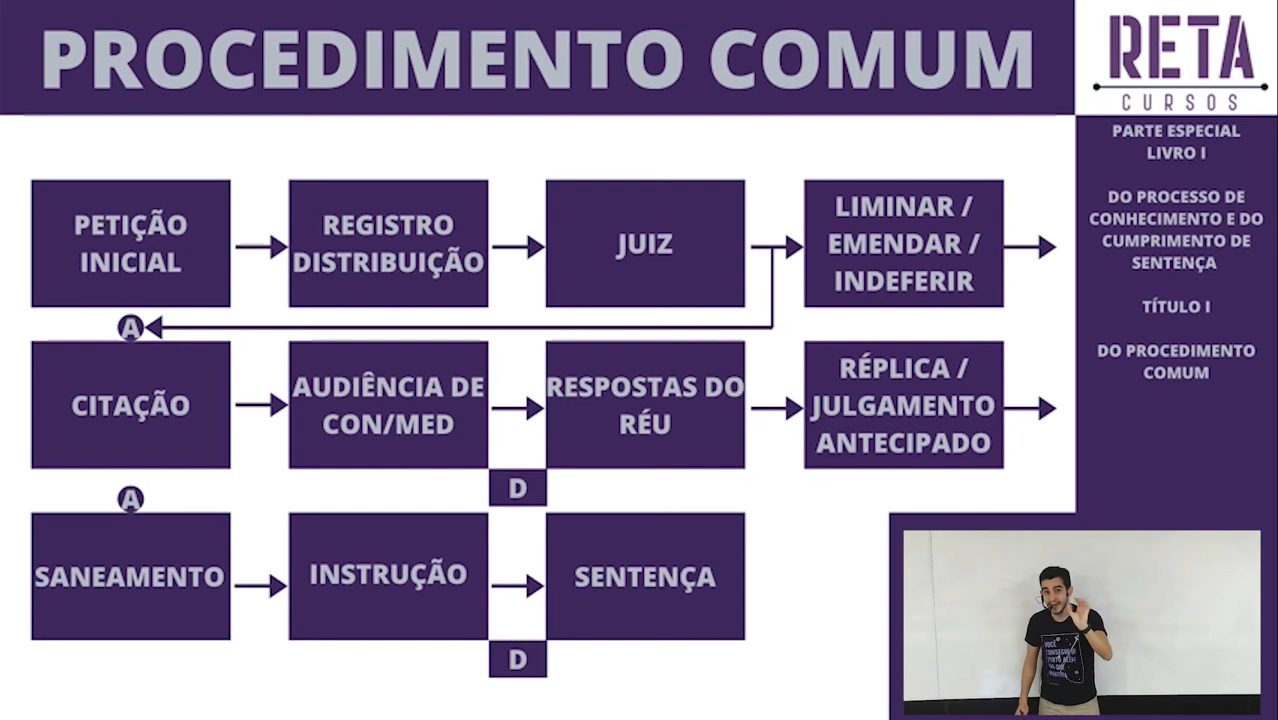 PROCEDIMENTO COMUM
RETA
CURSOS
PARTE ESPECIAL
LIVRO I
DO PROCESSO DE
CONHECIMENTO E DO
CUMPRIMENTO DE
SENTENÇA
TÍTULO I
DO PROCEDIMENTO
COMUM
PETIÇÃO
INICIAL
REGISTRO
DISTRIBUIÇÃO
JUIZ
LIMINAR /
EMENDAR /
INDEFERIR
A
CITAÇÃO
AUDIÊNCIA DE
CON/MED
RESPOSTAS DO
RÉU
RÉPLICA /
JULGAMENTO
ANTECIPADO
D
A
SANEAMENTO
INSTRUÇÃO
SENTENÇA
D
VOCÊ